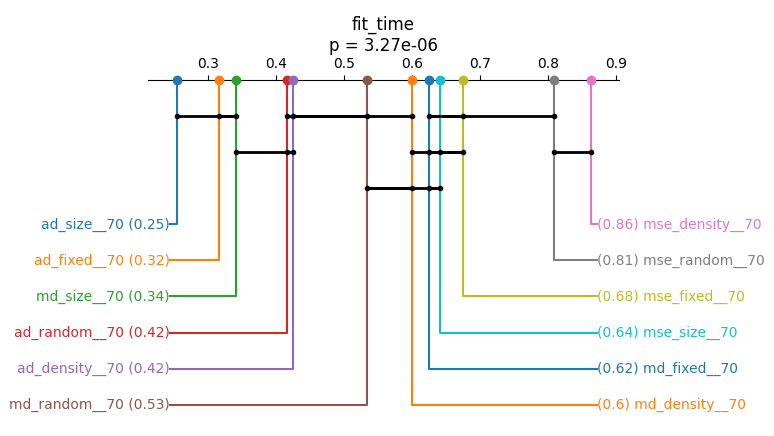 fit_time
p = 3.27e-06
0.3 0.4 0.5 0.6 0.7 0.8 0.9
ad_size__70 (0.25) (0.86) mse_density__70
ad_fixed__70 (0.32) (0.81) mse_random__70
md_size__70 (0.34) (0.68) mse_fixed__70
ad_random__70 (0.42) (0.64) mse_size__70
ad_density__70 (0.42) (0.62) md_fixed__70
md_random__70 (0.53) (0.6) md_density__70